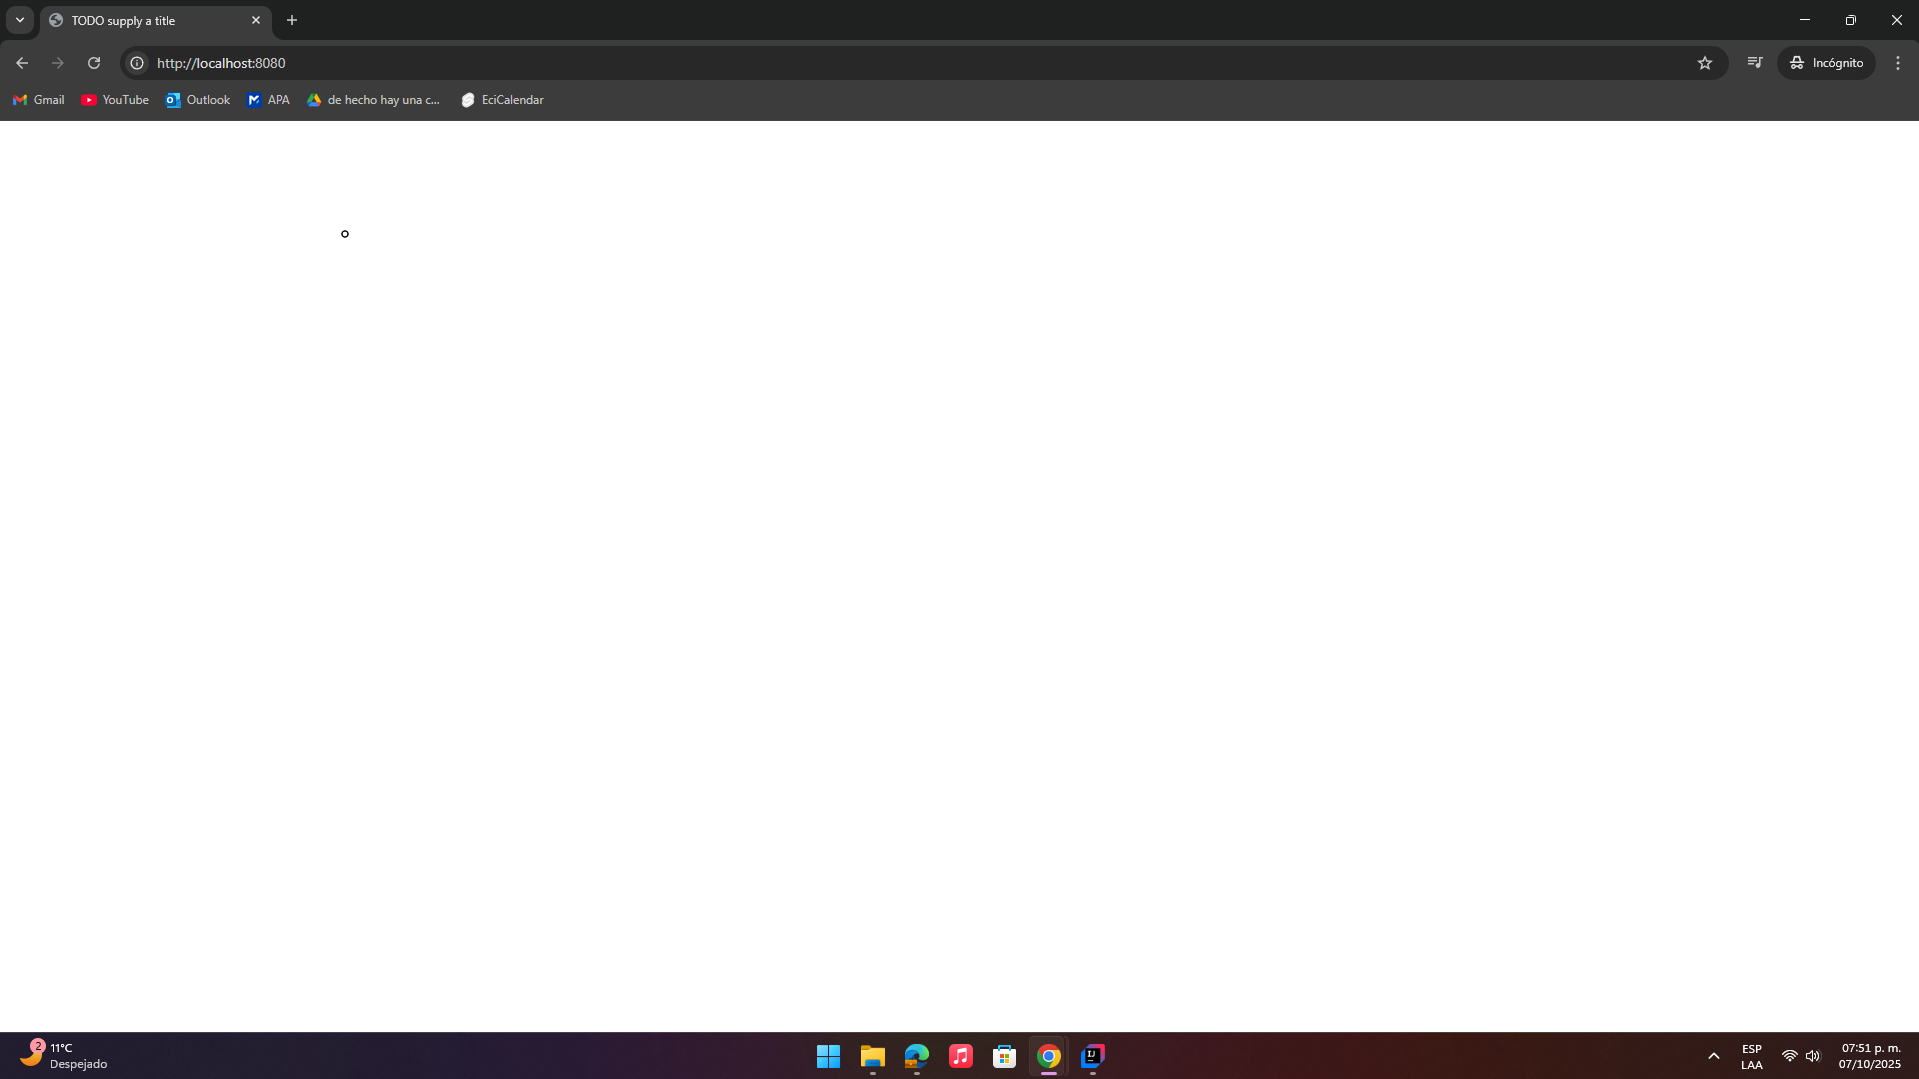 TODO supply a title
http://localhost:8080
Incógnito
Gmail
YouTube
Outlook
APA
de hecho hay una c...
EciCalendar
2
11°C
Despejado
IJ
ESP
LAA
07:51 p. m.
07/10/2025